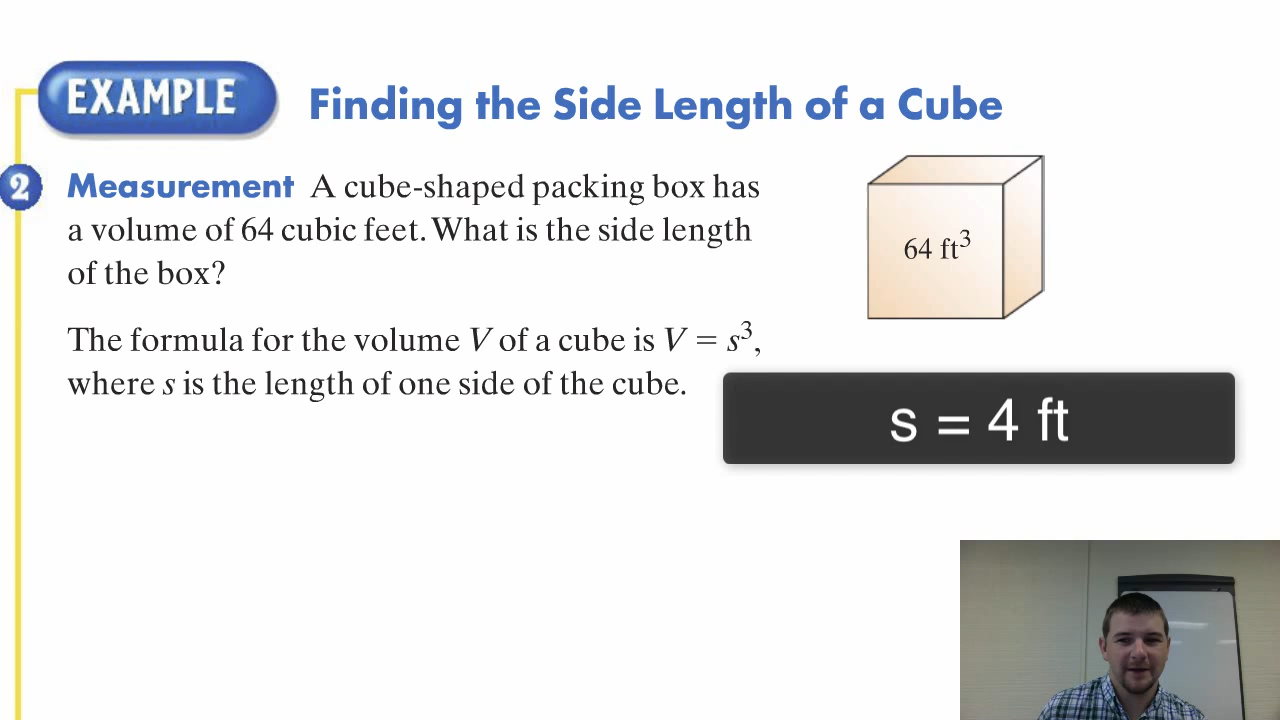 EXAMPLE
Finding the Side Length of a Cube
2
Measurement A cube-shaped packing box has
a volume of 64 cubic feet. What is the side length
of the box?
64 ft³
The formula for the volume V of a cube is V = s³,
where s is the length of one side of the cube.
s = 4 ft